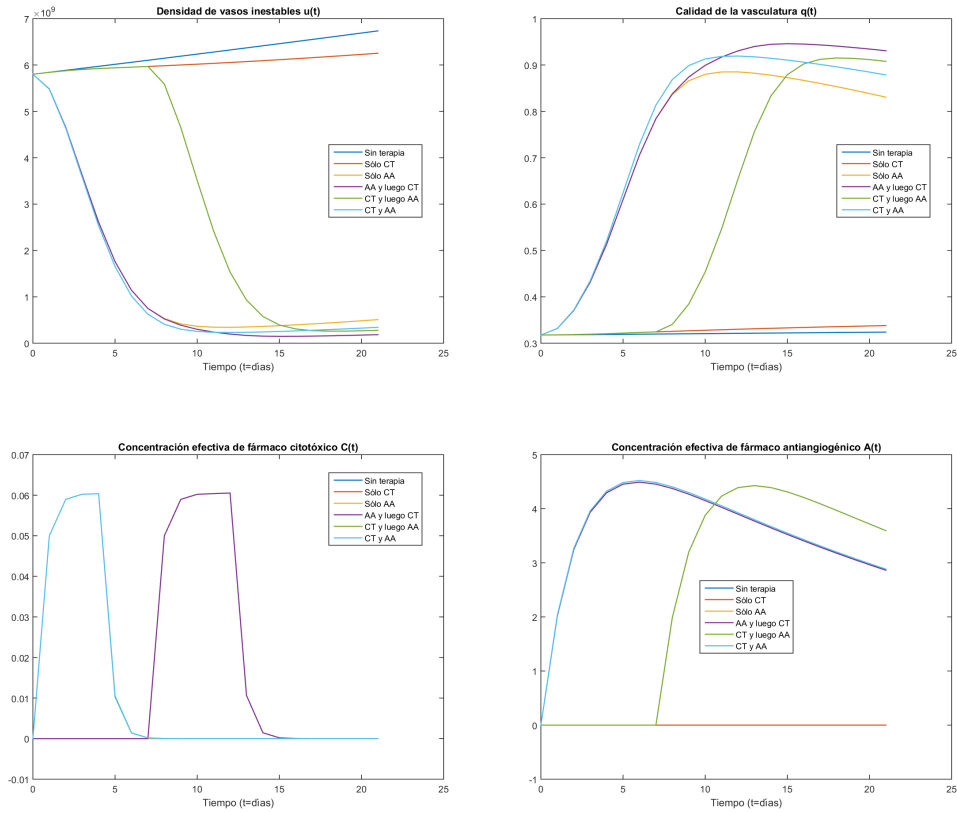 Densidad de vasos inestables u(t)
×10⁹
7
6
5
4
3
2
1
0
0 5 10 15 20 25
Tiempo (t=dìas)
Sin terapia
Sólo CT
Sólo AA
AA y luego CT
CT y luego AA
CT y AA
Calidad de la vasculatura q(t)
1
0.9
0.8
0.7
0.6
0.5
0.4
0.3
0 5 10 15 20 25
Tiempo (t=dìas)
Sin terapia
Sólo CT
Sólo AA
AA y luego CT
CT y luego AA
CT y AA
Concentración efectiva de fármaco citotóxico C(t)
0.07
0.06
0.05
0.04
0.03
0.02
0.01
0
-0.01
0 5 10 15 20 25
Tiempo (t=dìas)
Sin terapia
Sólo CT
Sólo AA
AA y luego CT
CT y luego AA
CT y AA
Concentración efectiva de fármaco antiangiogénico A(t)
5
4
3
2
1
0
-1
0 5 10 15 20 25
Tiempo (t=dìas)
Sin terapia
Sólo CT
Sólo AA
AA y luego CT
CT y luego AA
CT y AA